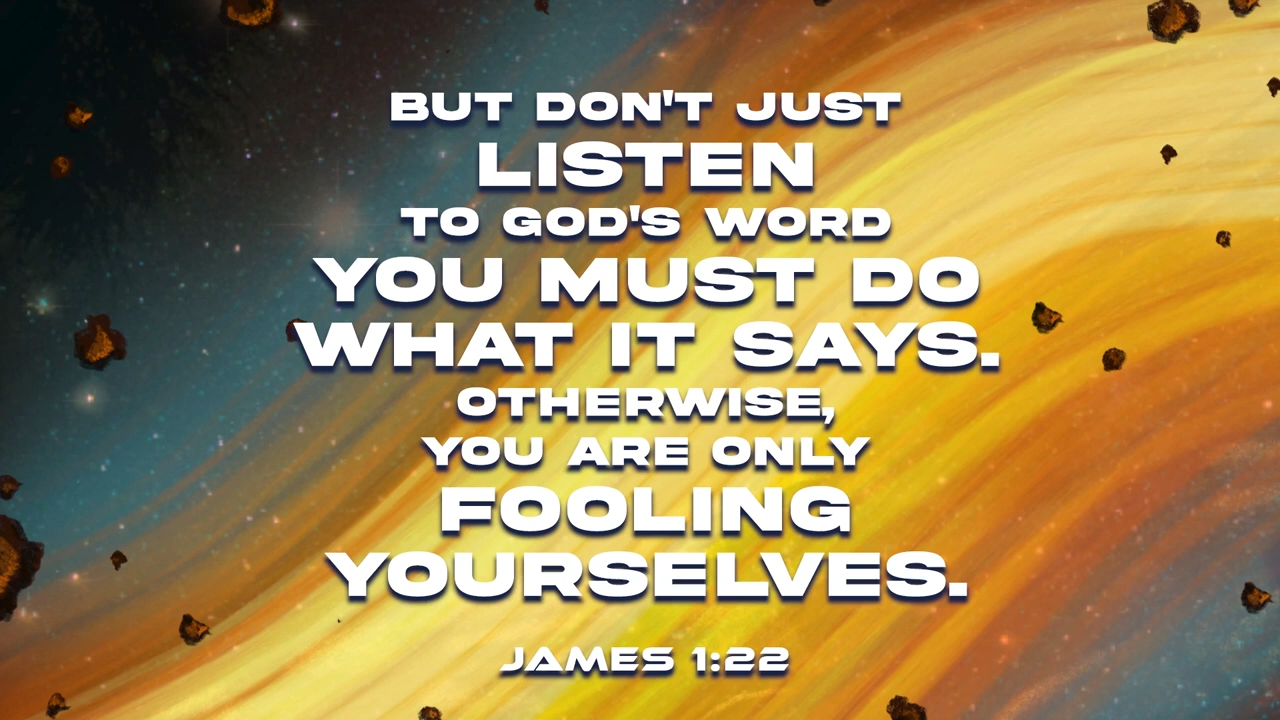 BUT DON'T JUST
LISTEN
TO GOD'S WORD
YOU MUST DO
WHAT IT SAYS.
OTHERWISE,
YOU ARE ONLY
FOOLING
YOURSELVES.
JAMES 1:22